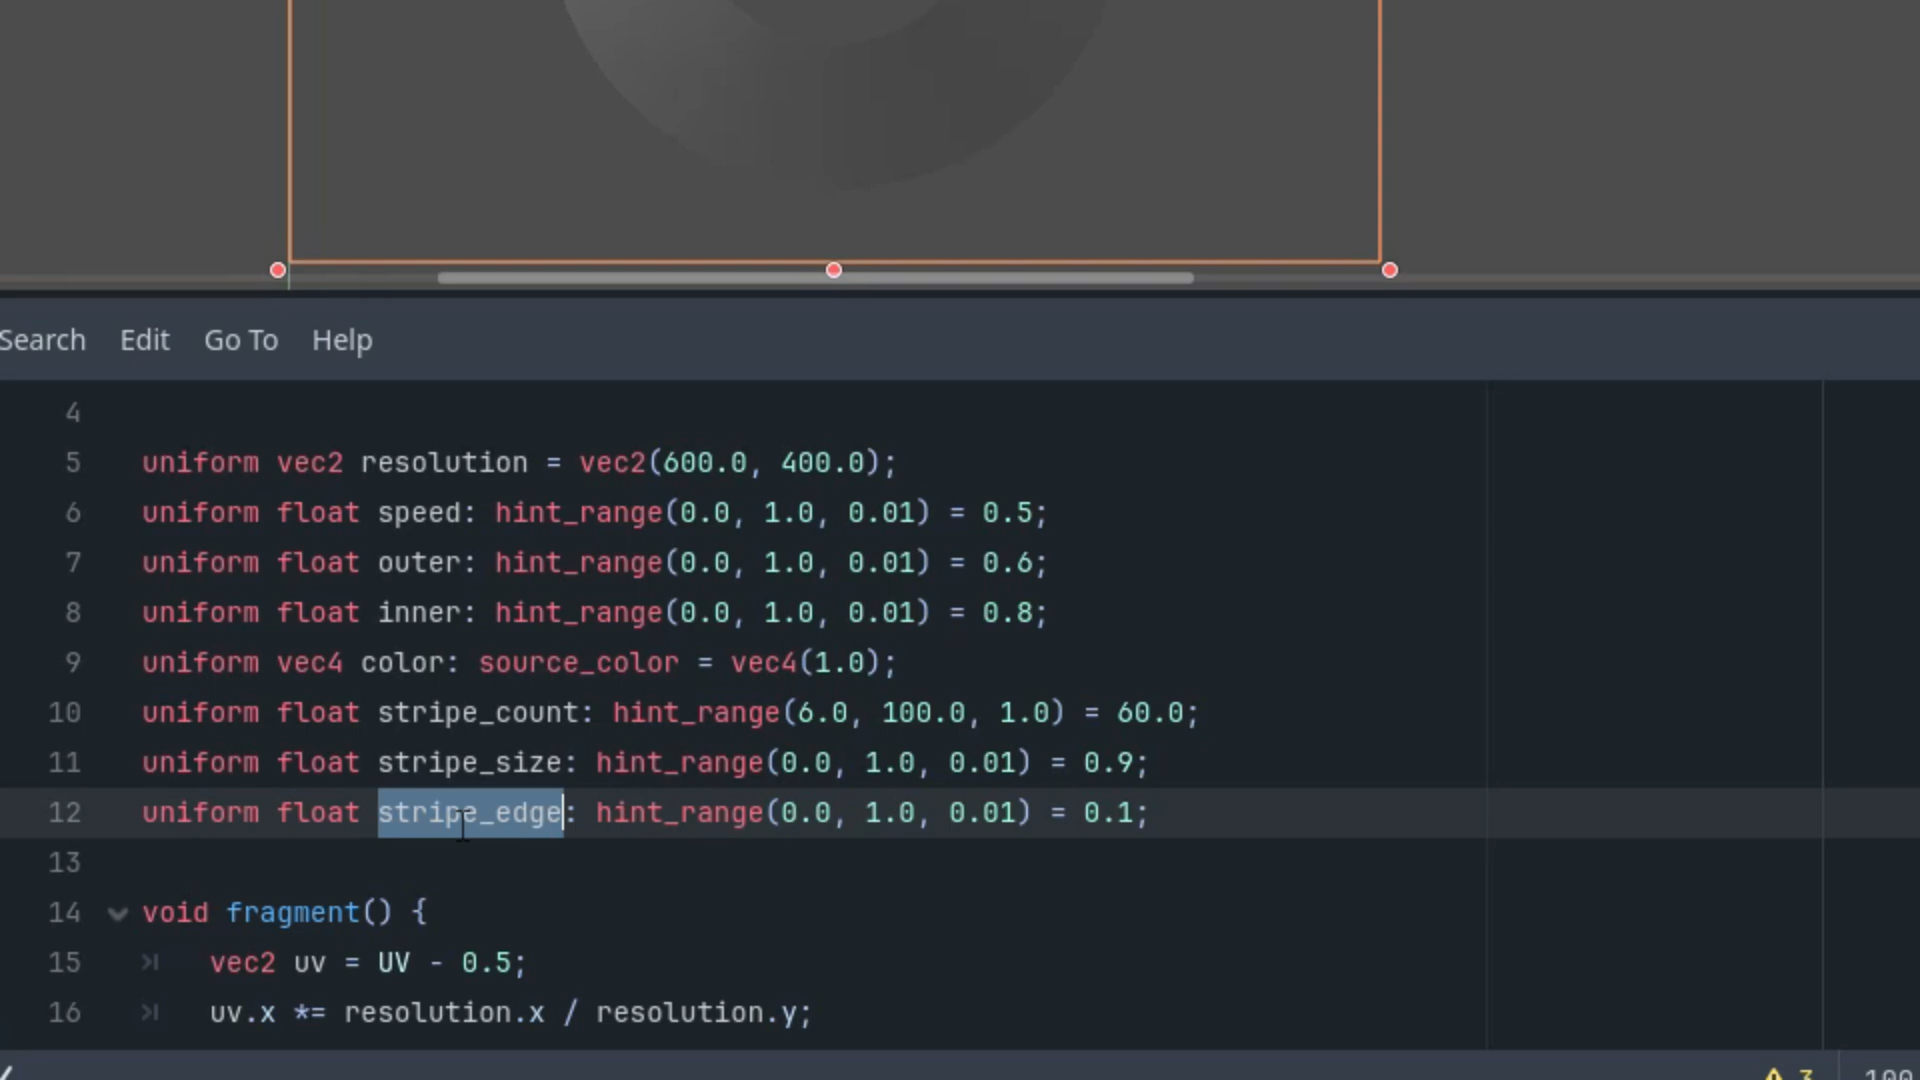 Search Edit Go To Help
4
5 uniform vec2 resolution = vec2(600.0, 400.0);
6 uniform float speed: hint_range(0.0, 1.0, 0.01) = 0.5;
7 uniform float outer: hint_range(0.0, 1.0, 0.01) = 0.6;
8 uniform float inner: hint_range(0.0, 1.0, 0.01) = 0.8;
9 uniform vec4 color: source_color = vec4(1.0);
10 uniform float stripe_count: hint_range(6.0, 100.0, 1.0) = 60.0;
11 uniform float stripe_size: hint_range(0.0, 1.0, 0.01) = 0.9;
12 uniform float stripe_edge: hint_range(0.0, 1.0, 0.01) = 0.1;
13
14 void fragment() {
15 vec2 uv = UV - 0.5;
16 uv.x *= resolution.x / resolution.y;
3 100